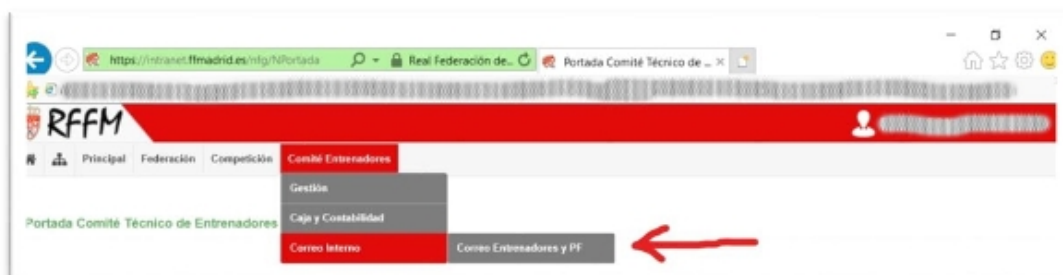 https://intranet.ffmadrid.es/nfg/NPortada
Real Federación de...
Portada Comité Técnico de ...
RFFM
Principal Federación Competición Comité Entrenadores
Gestión
Portada Comité Técnico de Entrenadores
Caja y Contabilidad
Correo Interno Correo Entrenadores y PF